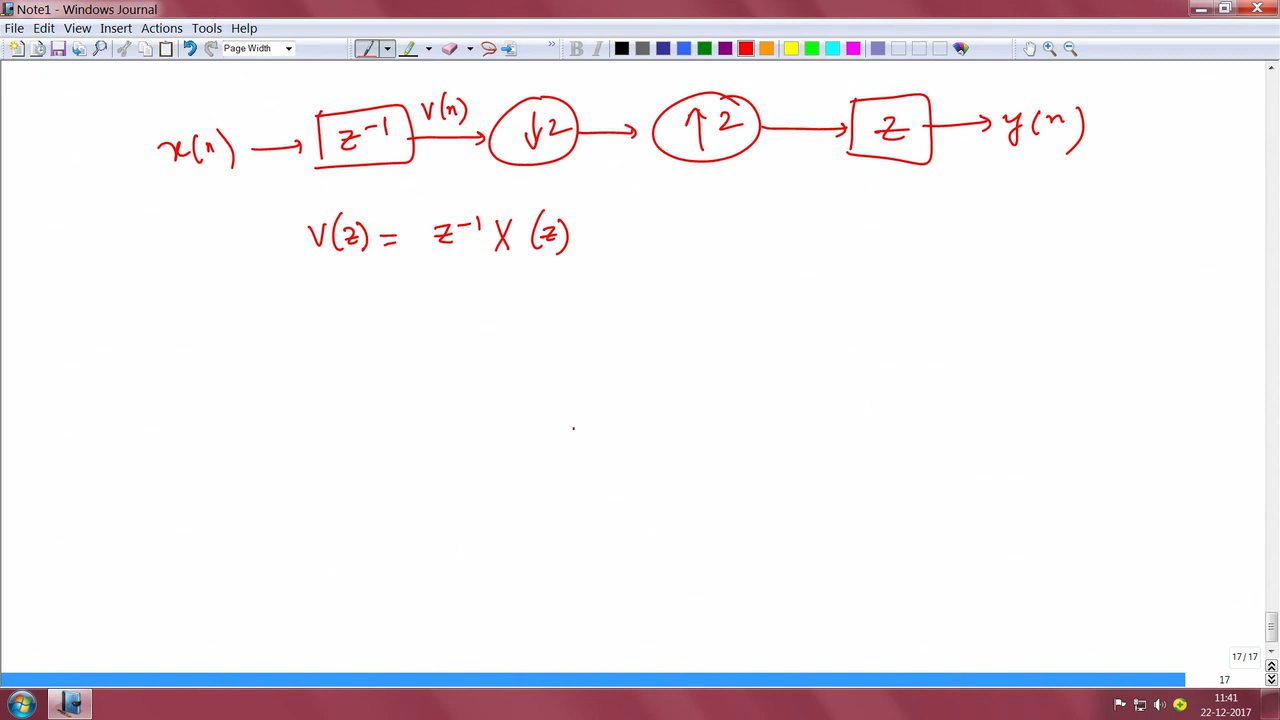 Note1 - Windows Journal
File Edit View Insert Actions Tools Help
Page Width
x(n) → z⁻¹ v(n) → ↓2 → ↑2 → z → y(n)
V(z) = z⁻¹ X(z)
17 / 17
17
11:41
22-12-2017